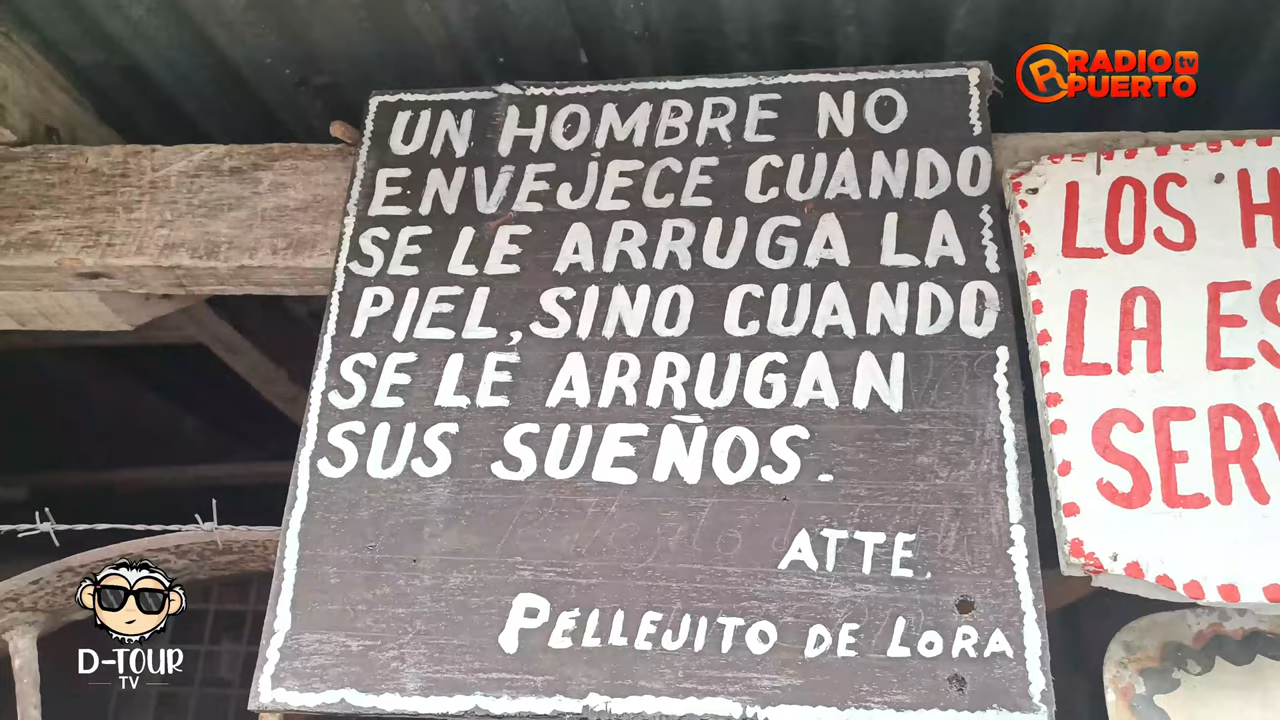 UN HOMBRE NO
ENVEJECE CUANDO
SE LE ARRUGA LA
PIEL, SINO CUANDO
SE LE ARRUGAN
SUS SUEÑOS.
ATTE.
PELLEJITO DE LORA
LOS H
LA ES
SERV
RADIO tv
PUERTO
D-TOUR
TV